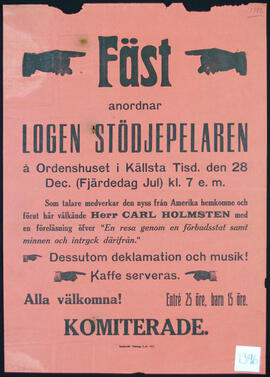 Fäst
anordnar
LOGEN STÖDJEPELAREN
å Ordenshuset i Källsta Tisd. den 28
Dec. (Fjärdedag Jul) kl. 7 e. m.
Som talare medverkar den nyss från Amerika hemkomne och
förut här välkände Herr CARL HOLMSTEN med
en föreläsning öfver "En resa genom en förbudsstat samt
minnen och intryck därifrån."
Dessutom deklamation och musik!
Kaffe serveras.
Alla välkomna! Entré 25 öre, barn 15 öre.
KOMITERADE.
1396